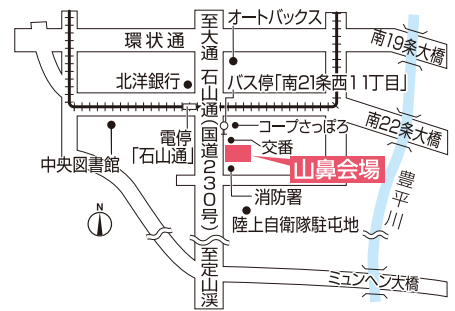 至大通
オートバックス
環状通
南19条大橋
北洋銀行
石山通
バス停「南21条西11丁目」
(国道230号)
コープさっぽろ
南22条大橋
電停
「石山通」
交番
中央図書館
山鼻会場
豊平川
消防署
陸上自衛隊駐屯地
N
至定山渓
ミュンヘン大橋